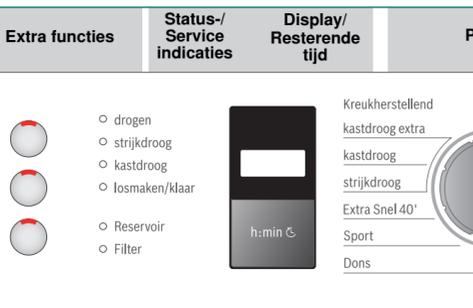 Extra functies
Status-/
Service
indicaties
Display/
Resterende
tijd
P
drogen
strijkdroog
kastdroog
losmaken/klaar
Reservoir
Filter
h:min
Kreukherstellend
kastdroog extra
kastdroog
strijkdroog
Extra Snel 40'
Sport
Dons